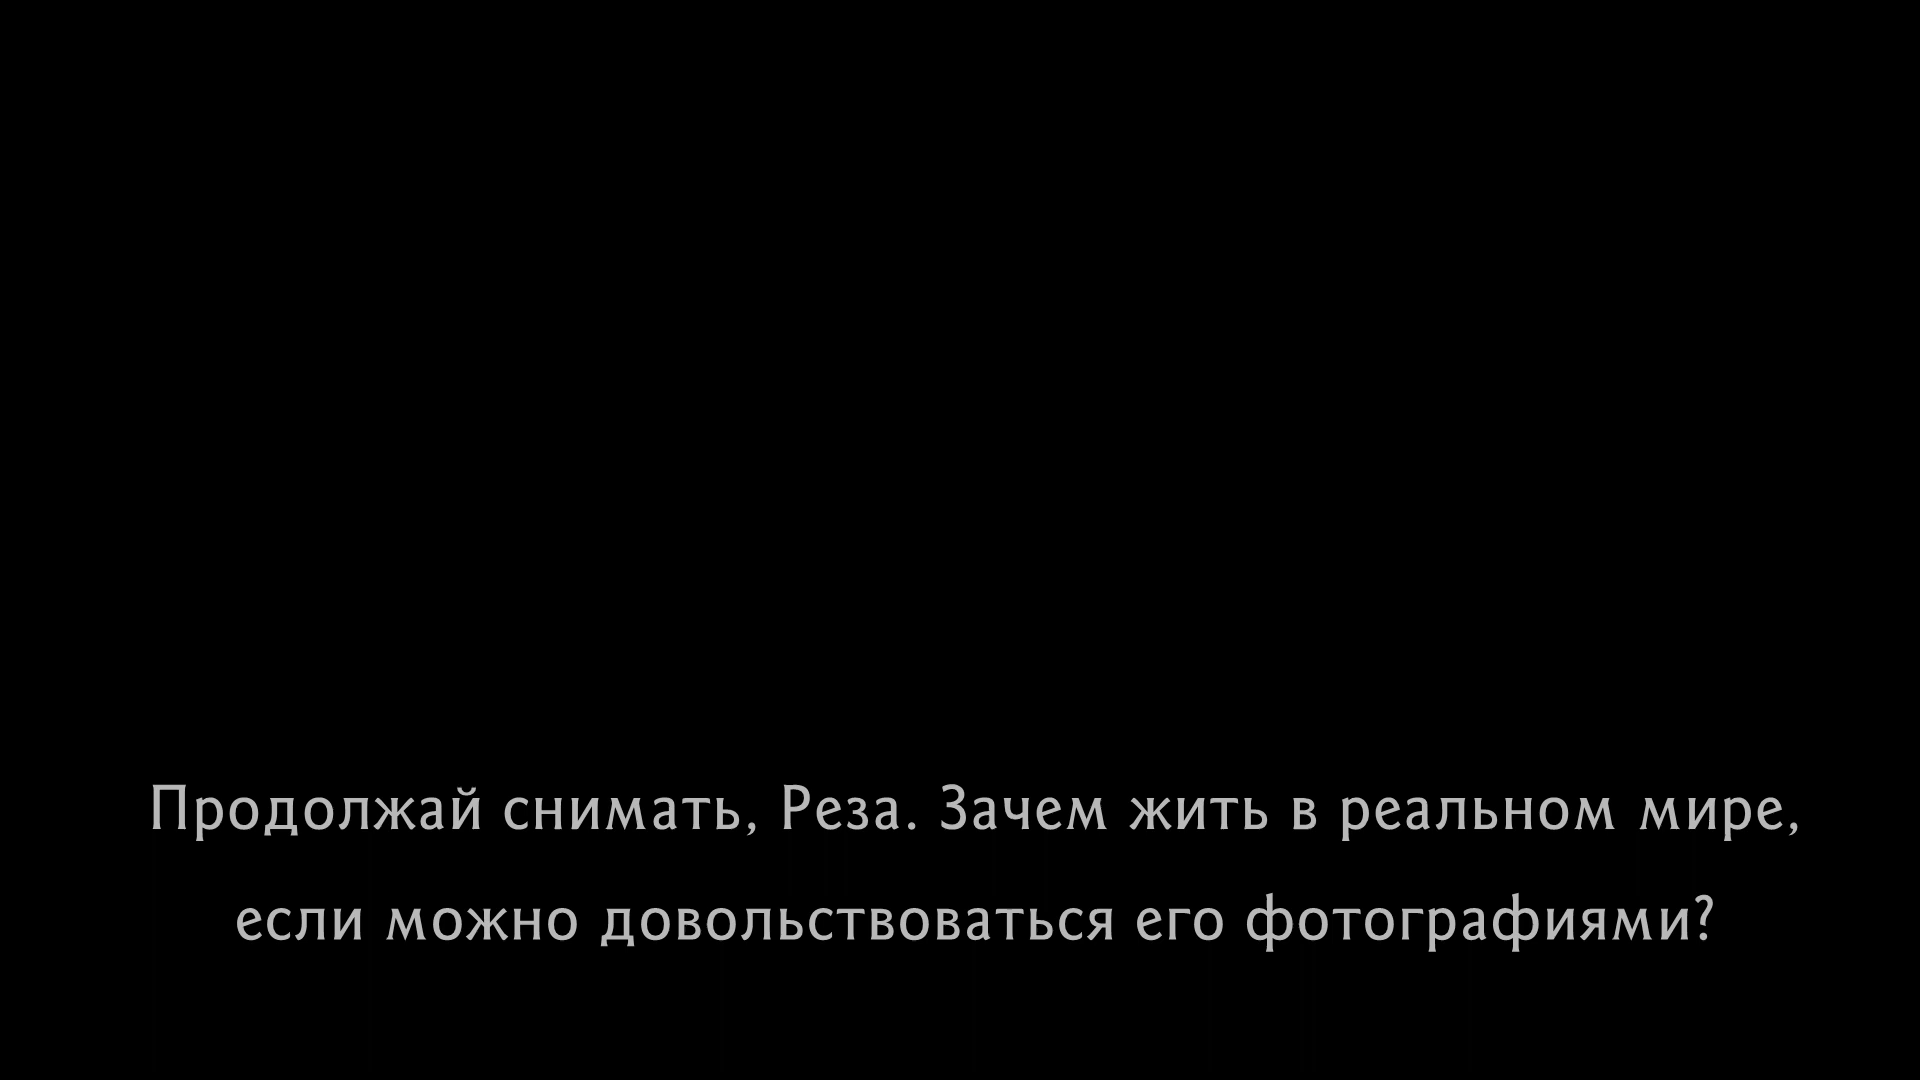 Продолжай снимать, Реза. Зачем жить в реальном мире,
если можно довольствоваться его фотографиями?